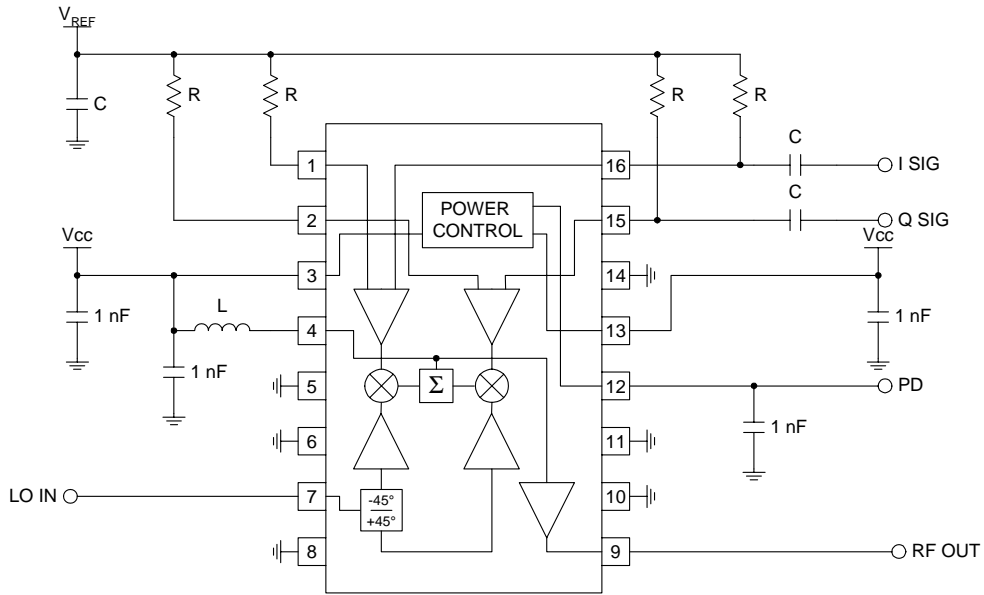 VREF
C
R
R
R
R
C
1
16
I SIG
C
2
15
Q SIG
POWER
CONTROL
Vcc
Vcc
3
14
1 nF
L
4
13
1 nF
1 nF
5
Σ
12
PD
1 nF
6
11
LO IN
7
-45°
+45°
10
8
9
RF OUT